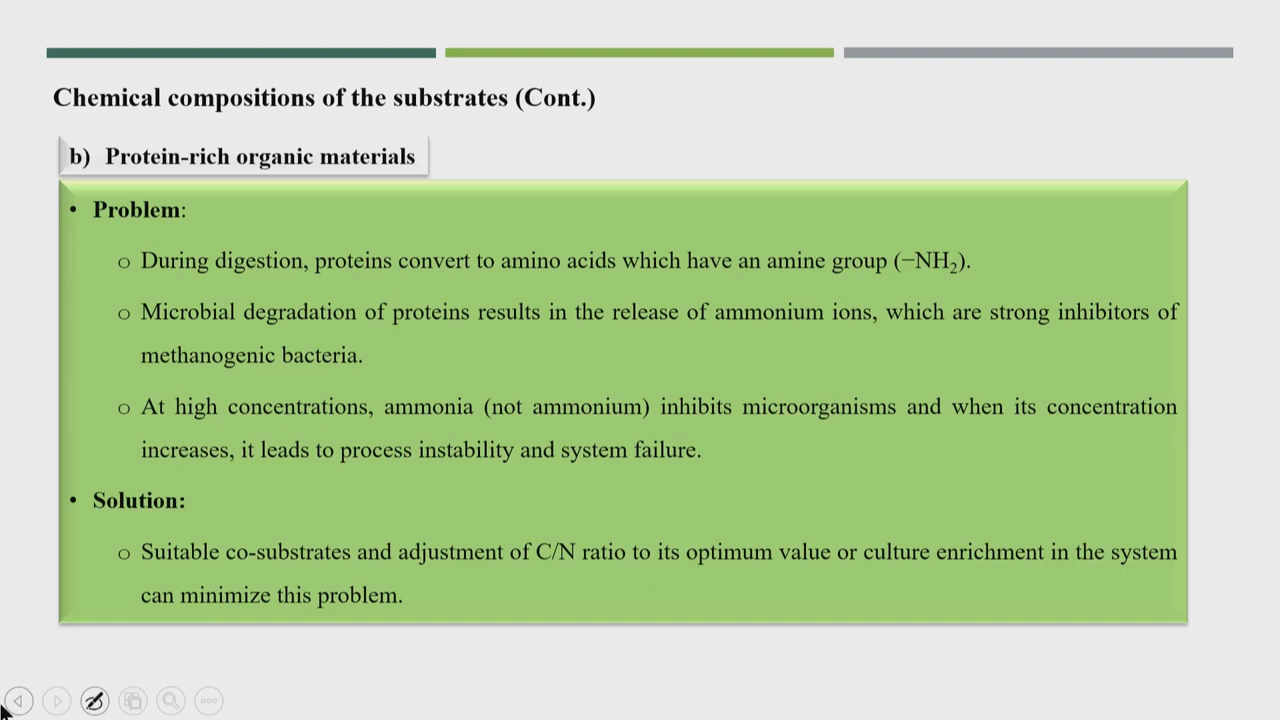 Chemical compositions of the substrates (Cont.)
b) Protein-rich organic materials
• Problem:
o During digestion, proteins convert to amino acids which have an amine group (−NH₂).
o Microbial degradation of proteins results in the release of ammonium ions, which are strong inhibitors of
methanogenic bacteria.
o At high concentrations, ammonia (not ammonium) inhibits microorganisms and when its concentration
increases, it leads to process instability and system failure.
• Solution:
o Suitable co-substrates and adjustment of C/N ratio to its optimum value or culture enrichment in the system
can minimize this problem.